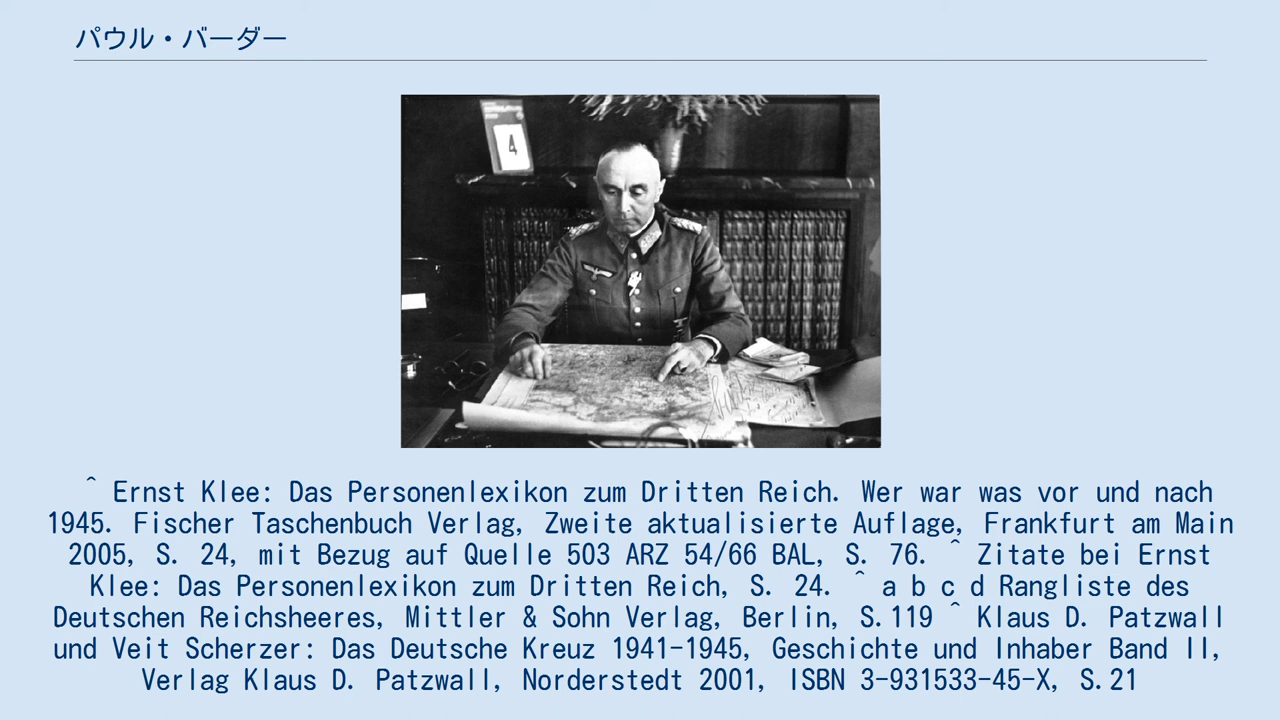 パウル・バーダー
4
^ Ernst Klee: Das Personenlexikon zum Dritten Reich. Wer war was vor und nach
1945. Fischer Taschenbuch Verlag, Zweite aktualisierte Auflage, Frankfurt am Main
2005, S. 24, mit Bezug auf Quelle 503 ARZ 54/66 BAL, S. 76. ^ Zitate bei Ernst
Klee: Das Personenlexikon zum Dritten Reich, S. 24. ^ a b c d Rangliste des
Deutschen Reichsheeres, Mittler & Sohn Verlag, Berlin, S.119 ^ Klaus D. Patzwall
und Veit Scherzer: Das Deutsche Kreuz 1941-1945, Geschichte und Inhaber Band II,
Verlag Klaus D. Patzwall, Norderstedt 2001, ISBN 3-931533-45-X, S.21